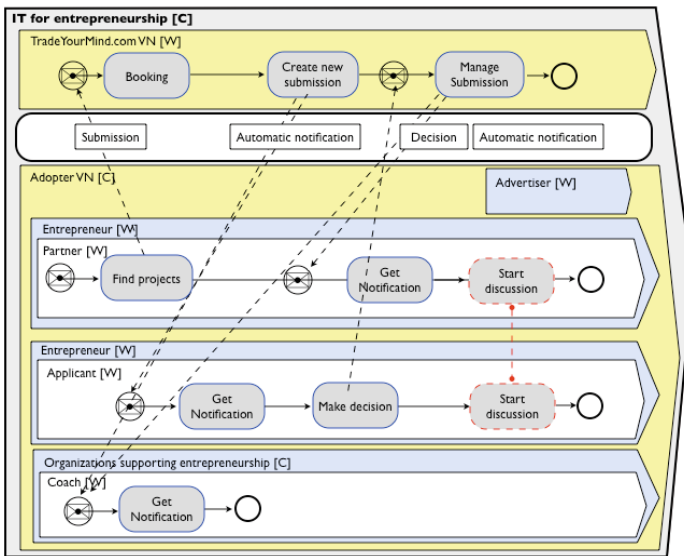 IT for entrepreneurship [C]
TradeYourMind.com VN [W]
Booking
Create new
submission
Manage
Submission
Submission
Automatic notification
Decision
Automatic notification
Adopter VN [C]
Advertiser [W]
Entrepreneur [W]
Partner [W]
Find projects
Get
Notification
Start
discussion
Entrepreneur [W]
Applicant [W]
Get
Notification
Make decision
Start
discussion
Organizations supporting entrepreneurship [C]
Coach [W]
Get
Notification